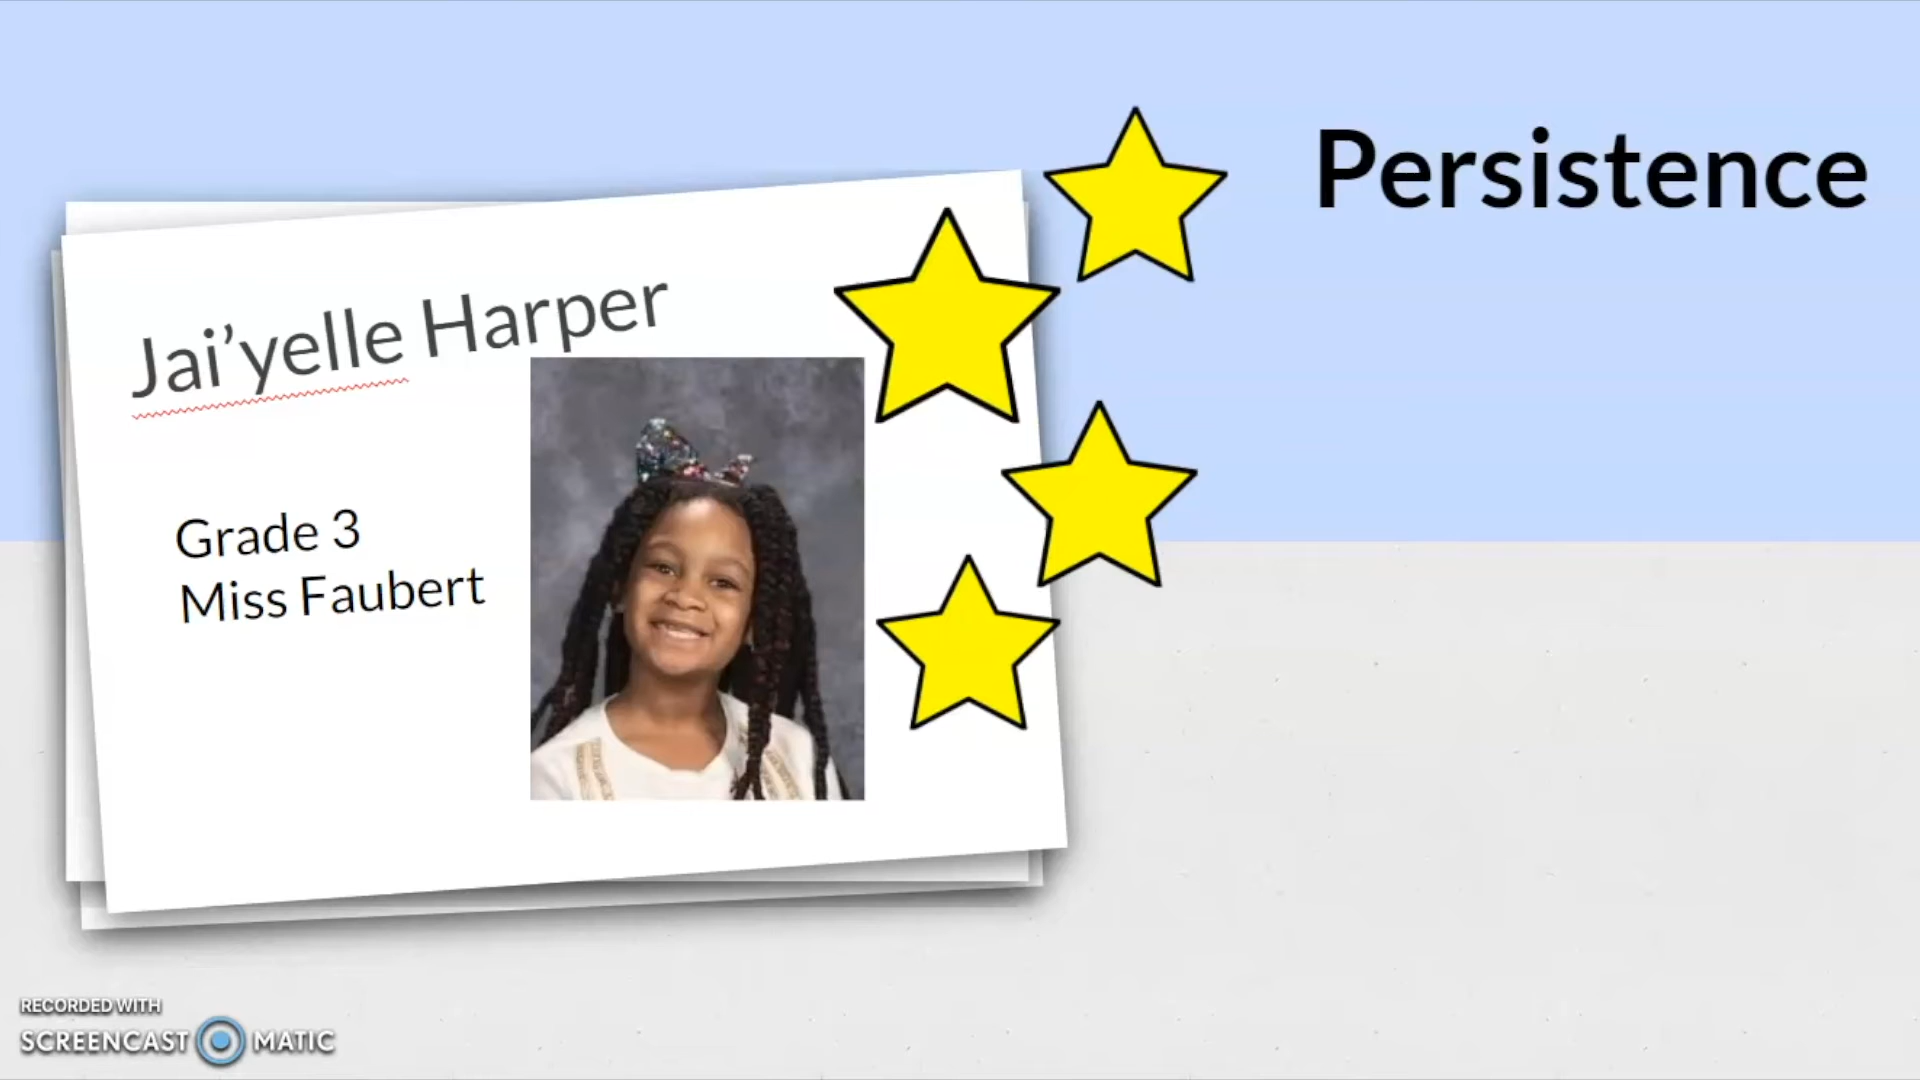 Persistence
Jai’yelle Harper
Grade 3
Miss Faubert
RECORDED WITH
SCREENCAST MATIC